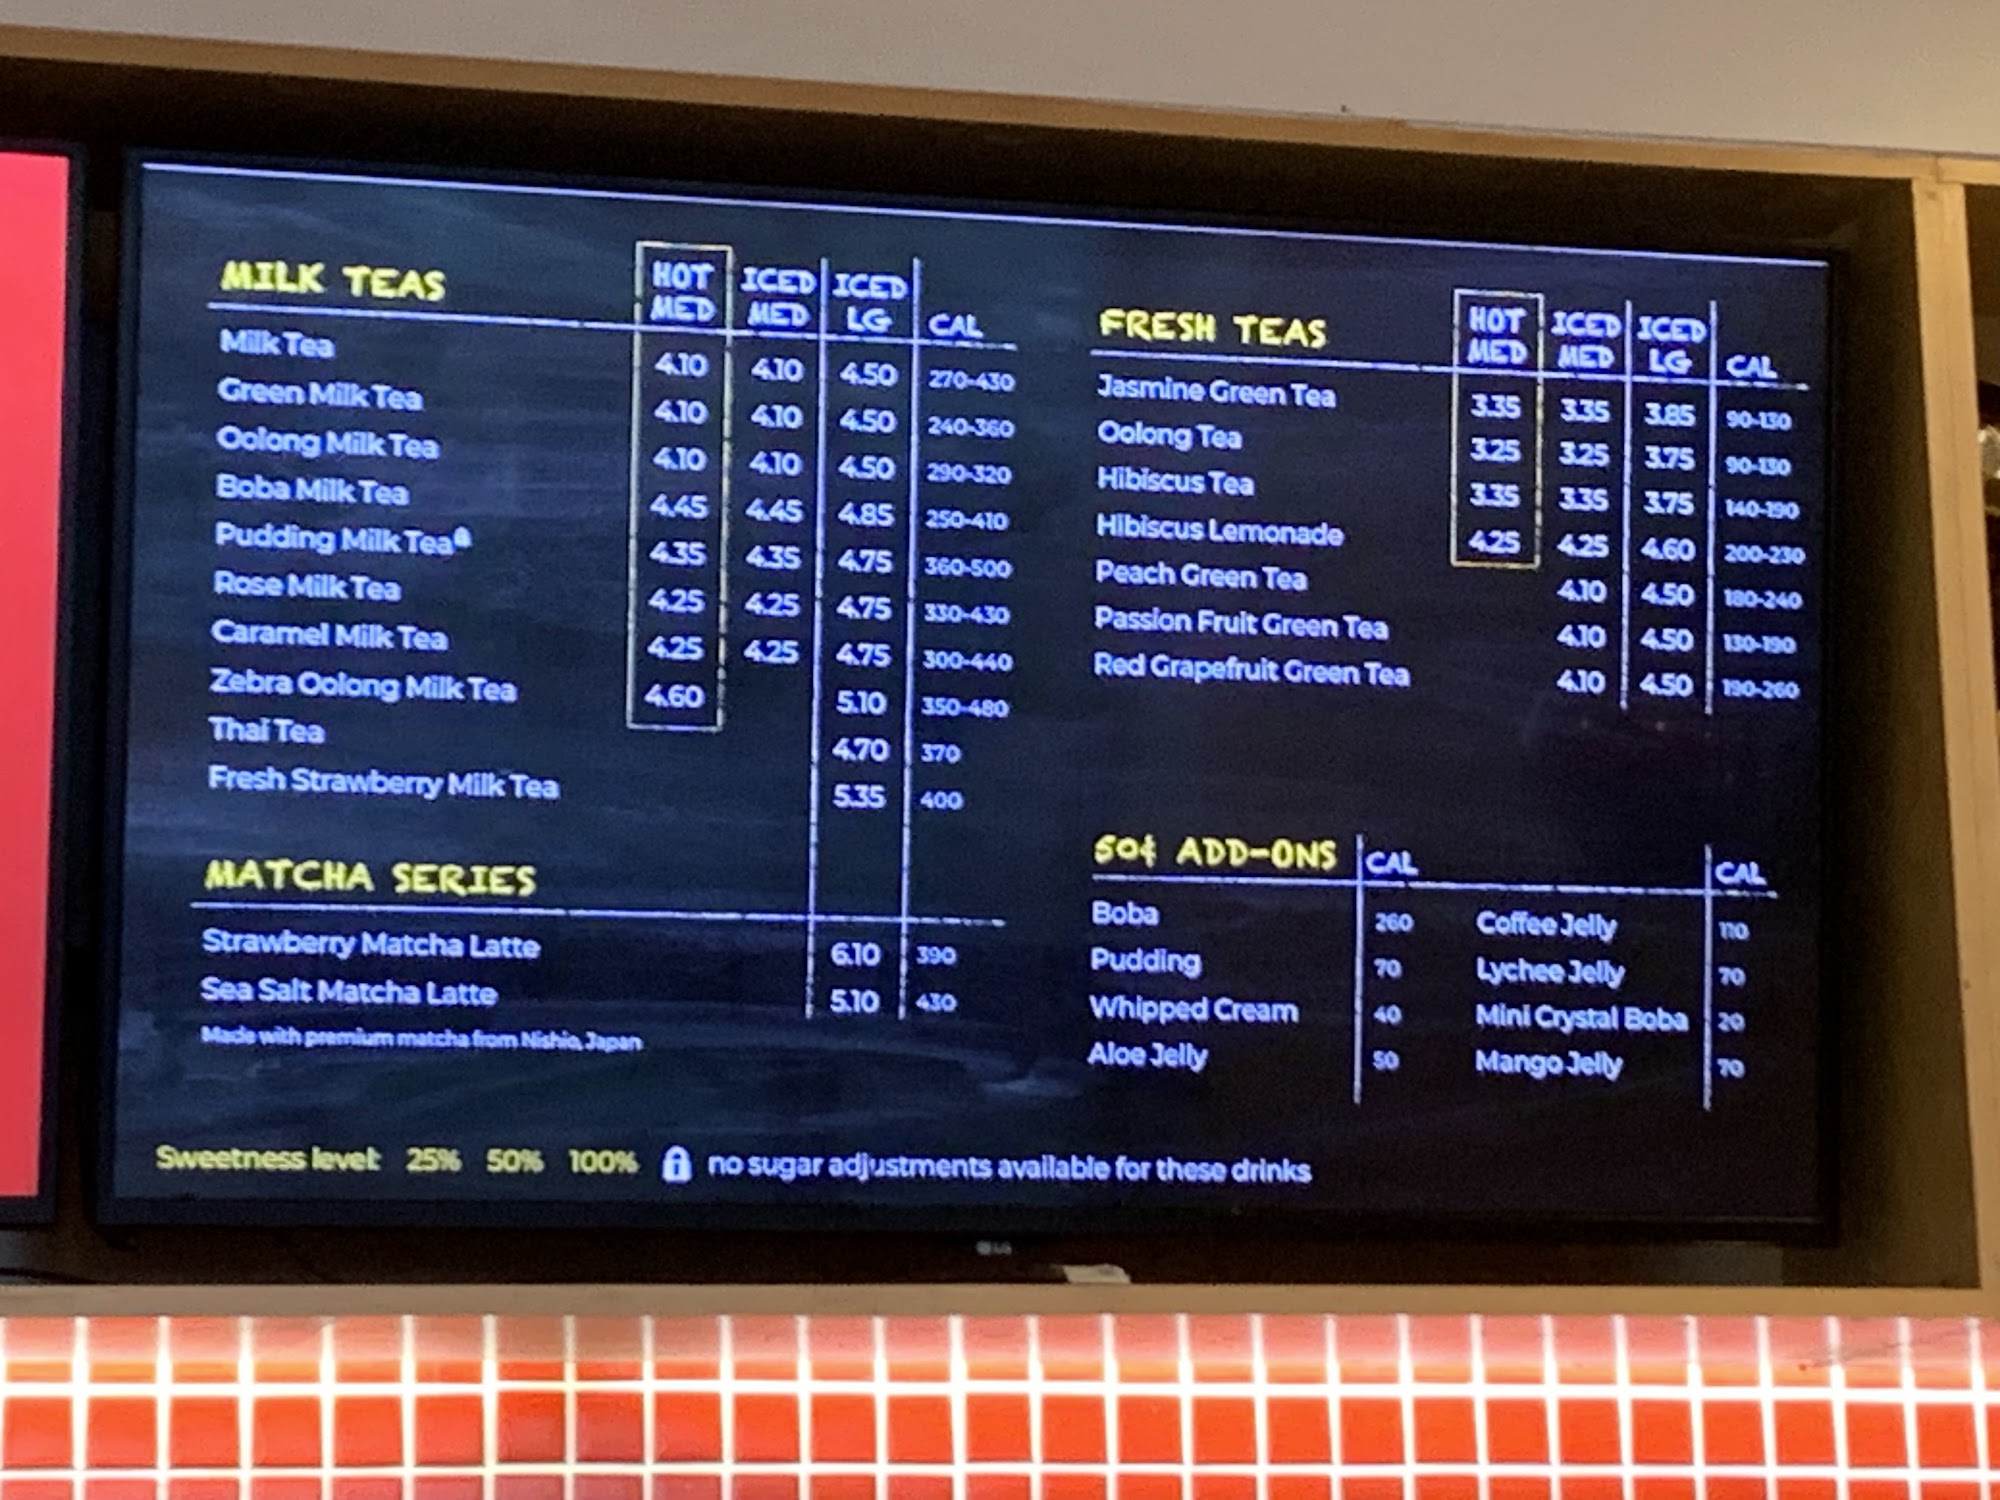 MILK TEAS HOT MED ICED MED ICED LG CAL
Milk Tea 4.10 4.10 4.50 270-430
Green Milk Tea 4.10 4.10 4.50 240-360
Oolong Milk Tea 4.10 4.10 4.50 290-320
Boba Milk Tea 4.45 4.45 4.85 250-410
Pudding Milk Tea 4.35 4.35 4.75 360-500
Rose Milk Tea 4.25 4.25 4.75 330-430
Caramel Milk Tea 4.25 4.25 4.75 300-440
Zebra Oolong Milk Tea 4.60 5.10 350-480
Thai Tea 4.70 370
Fresh Strawberry Milk Tea 5.35 400
MATCHA SERIES
Strawberry Matcha Latte 6.10 390
Sea Salt Matcha Latte 5.10 430
Made with premium matcha from Nishio, Japan
FRESH TEAS HOT MED ICED MED ICED LG CAL
Jasmine Green Tea 3.35 3.35 3.85 90-130
Oolong Tea 3.25 3.25 3.75 90-130
Hibiscus Tea 3.35 3.35 3.75 140-190
Hibiscus Lemonade 4.25 4.25 4.60 200-230
Peach Green Tea 4.10 4.50 180-240
Passion Fruit Green Tea 4.10 4.50 130-190
Red Grapefruit Green Tea 4.10 4.50 190-260
50¢ ADD-ONS CAL CAL
Boba 260 Coffee Jelly 110
Pudding 70 Lychee Jelly 70
Whipped Cream 40 Mini Crystal Boba 20
Aloe Jelly 50 Mango Jelly 70
Sweetness level: 25% 50% 100% no sugar adjustments available for these drinks
LG